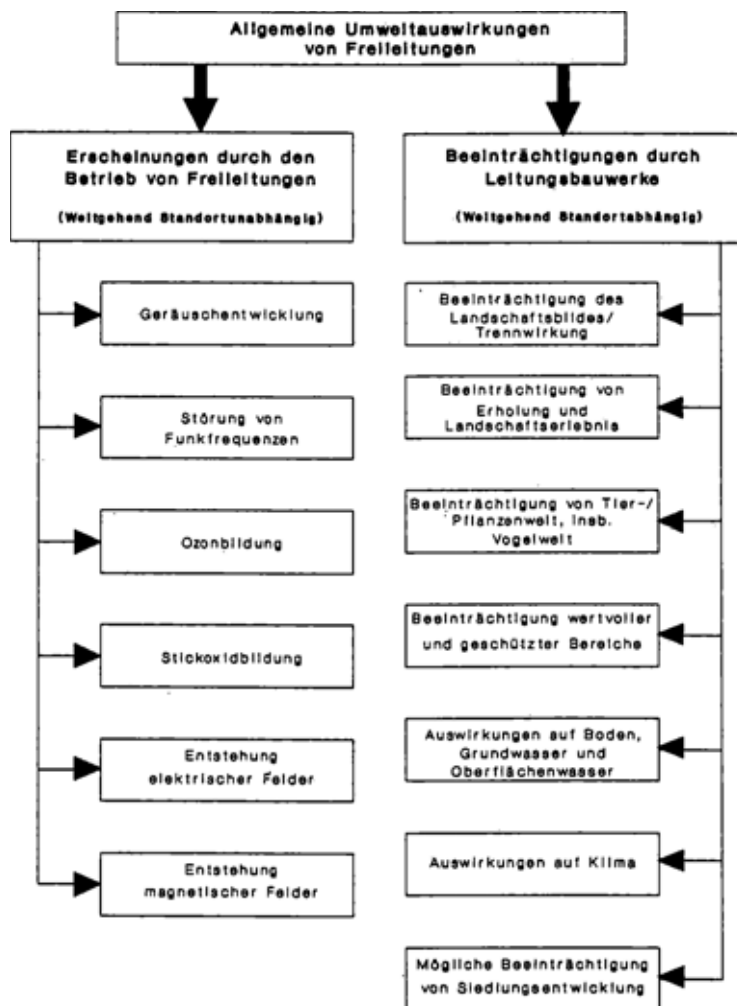 Allgemeine Umweltauswirkungen
von Freileitungen
Erscheinungen durch den
Betrieb von Freileitungen
(Weitgehend Standortunabhängig)
Geräuschentwicklung
Störung von
Funkfrequenzen
Ozonbildung
Stickoxidbildung
Entstehung
elektrischer Felder
Entstehung
magnetischer Felder
Beeinträchtigungen durch
Leitungsbauwerke
(Weitgehend Standortabhängig)
Beeinträchtigung des
Landschaftsbildes/
Trennwirkung
Beeinträchtigung von
Erholung und
Landschaftserlebnis
Beeinträchtigung von Tier-/
Pflanzenwelt, insb.
Vogelwelt
Beeinträchtigung wertvoller
und geschützter Bereiche
Auswirkungen auf Boden,
Grundwasser und
Oberflächenwasser
Auswirkungen auf Klima
Mögliche Beeinträchtigung
von Siedlungsentwicklung